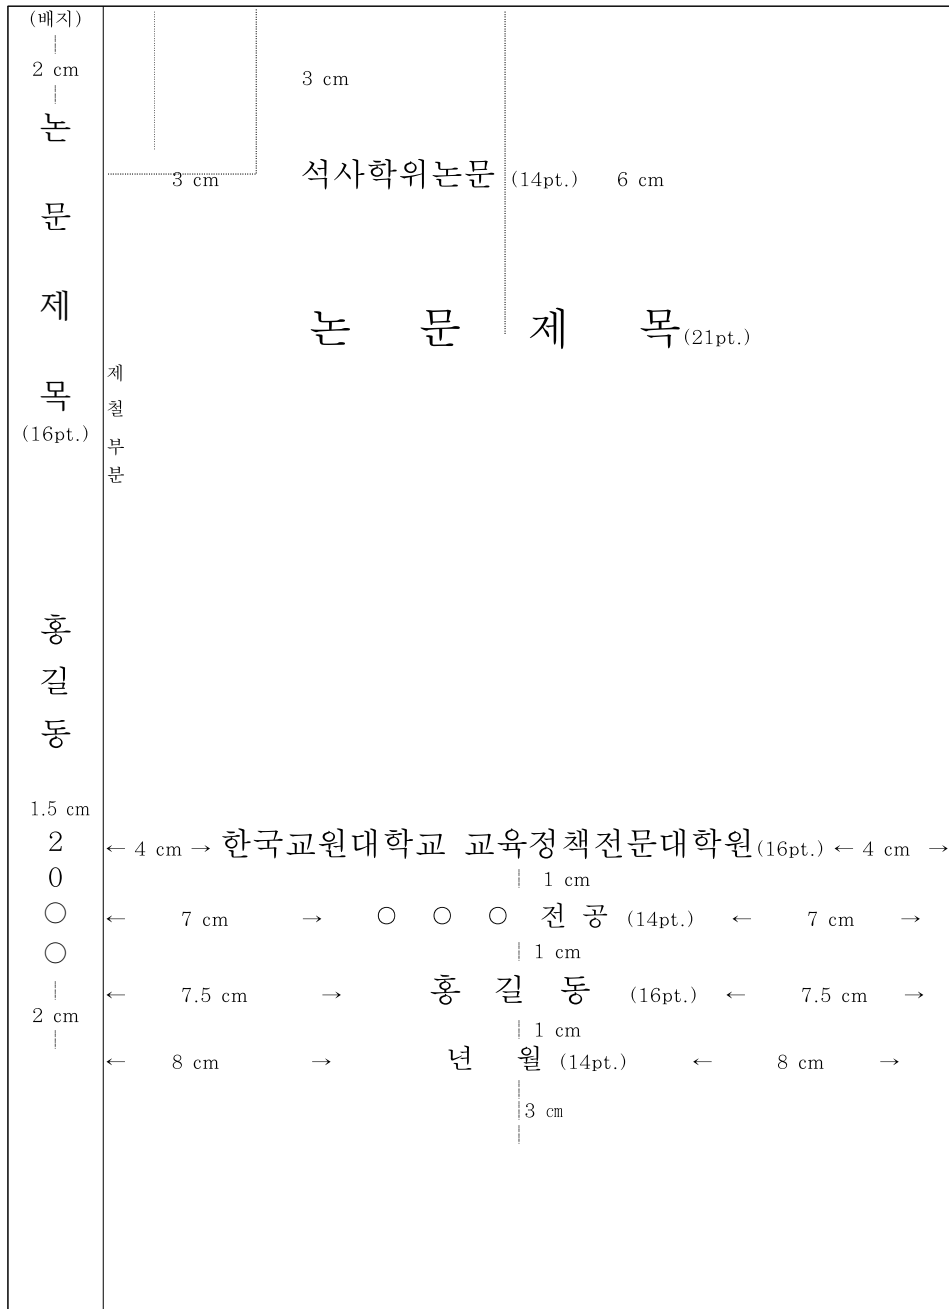 (배지)
2 cm
논
문
제
목
(16pt.)
홍
길
동
1.5 cm
2
0
○
○
2 cm
제
철
부
분
3 cm
3 cm 석사학위논문 (14pt.) 6 cm
논 문 제 목(21pt.)
← 4 cm → 한국교원대학교 교육정책전문대학원(16pt.) ← 4 cm →
1 cm
← 7 cm → ○ ○ ○ 전 공 (14pt.) ← 7 cm →
1 cm
← 7.5 cm → 홍 길 동 (16pt.) ← 7.5 cm →
1 cm
← 8 cm → 년 월 (14pt.) ← 8 cm →
3 ㎝